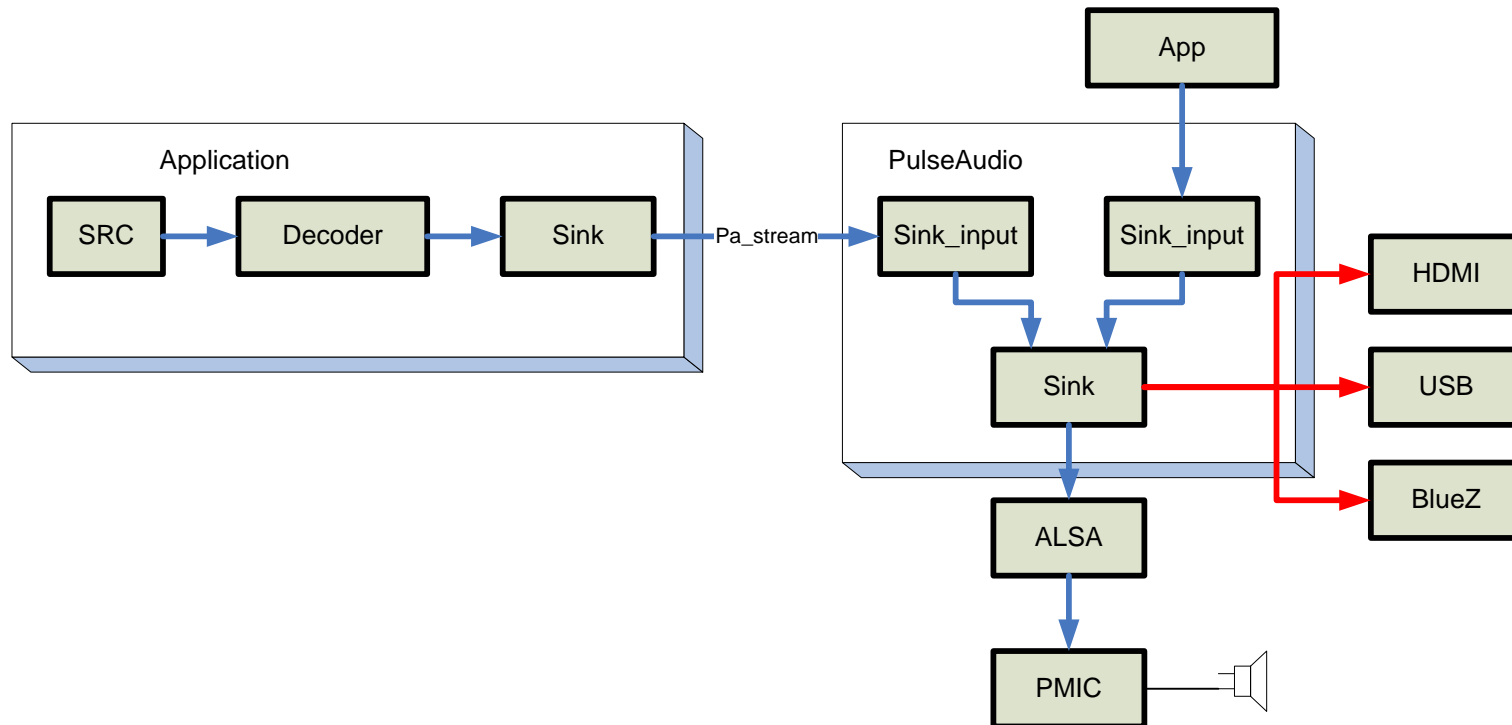 App
Application
PulseAudio
SRC
Decoder
Sink
Pa_stream
Sink_input
Sink_input
HDMI
Sink
USB
BlueZ
ALSA
PMIC